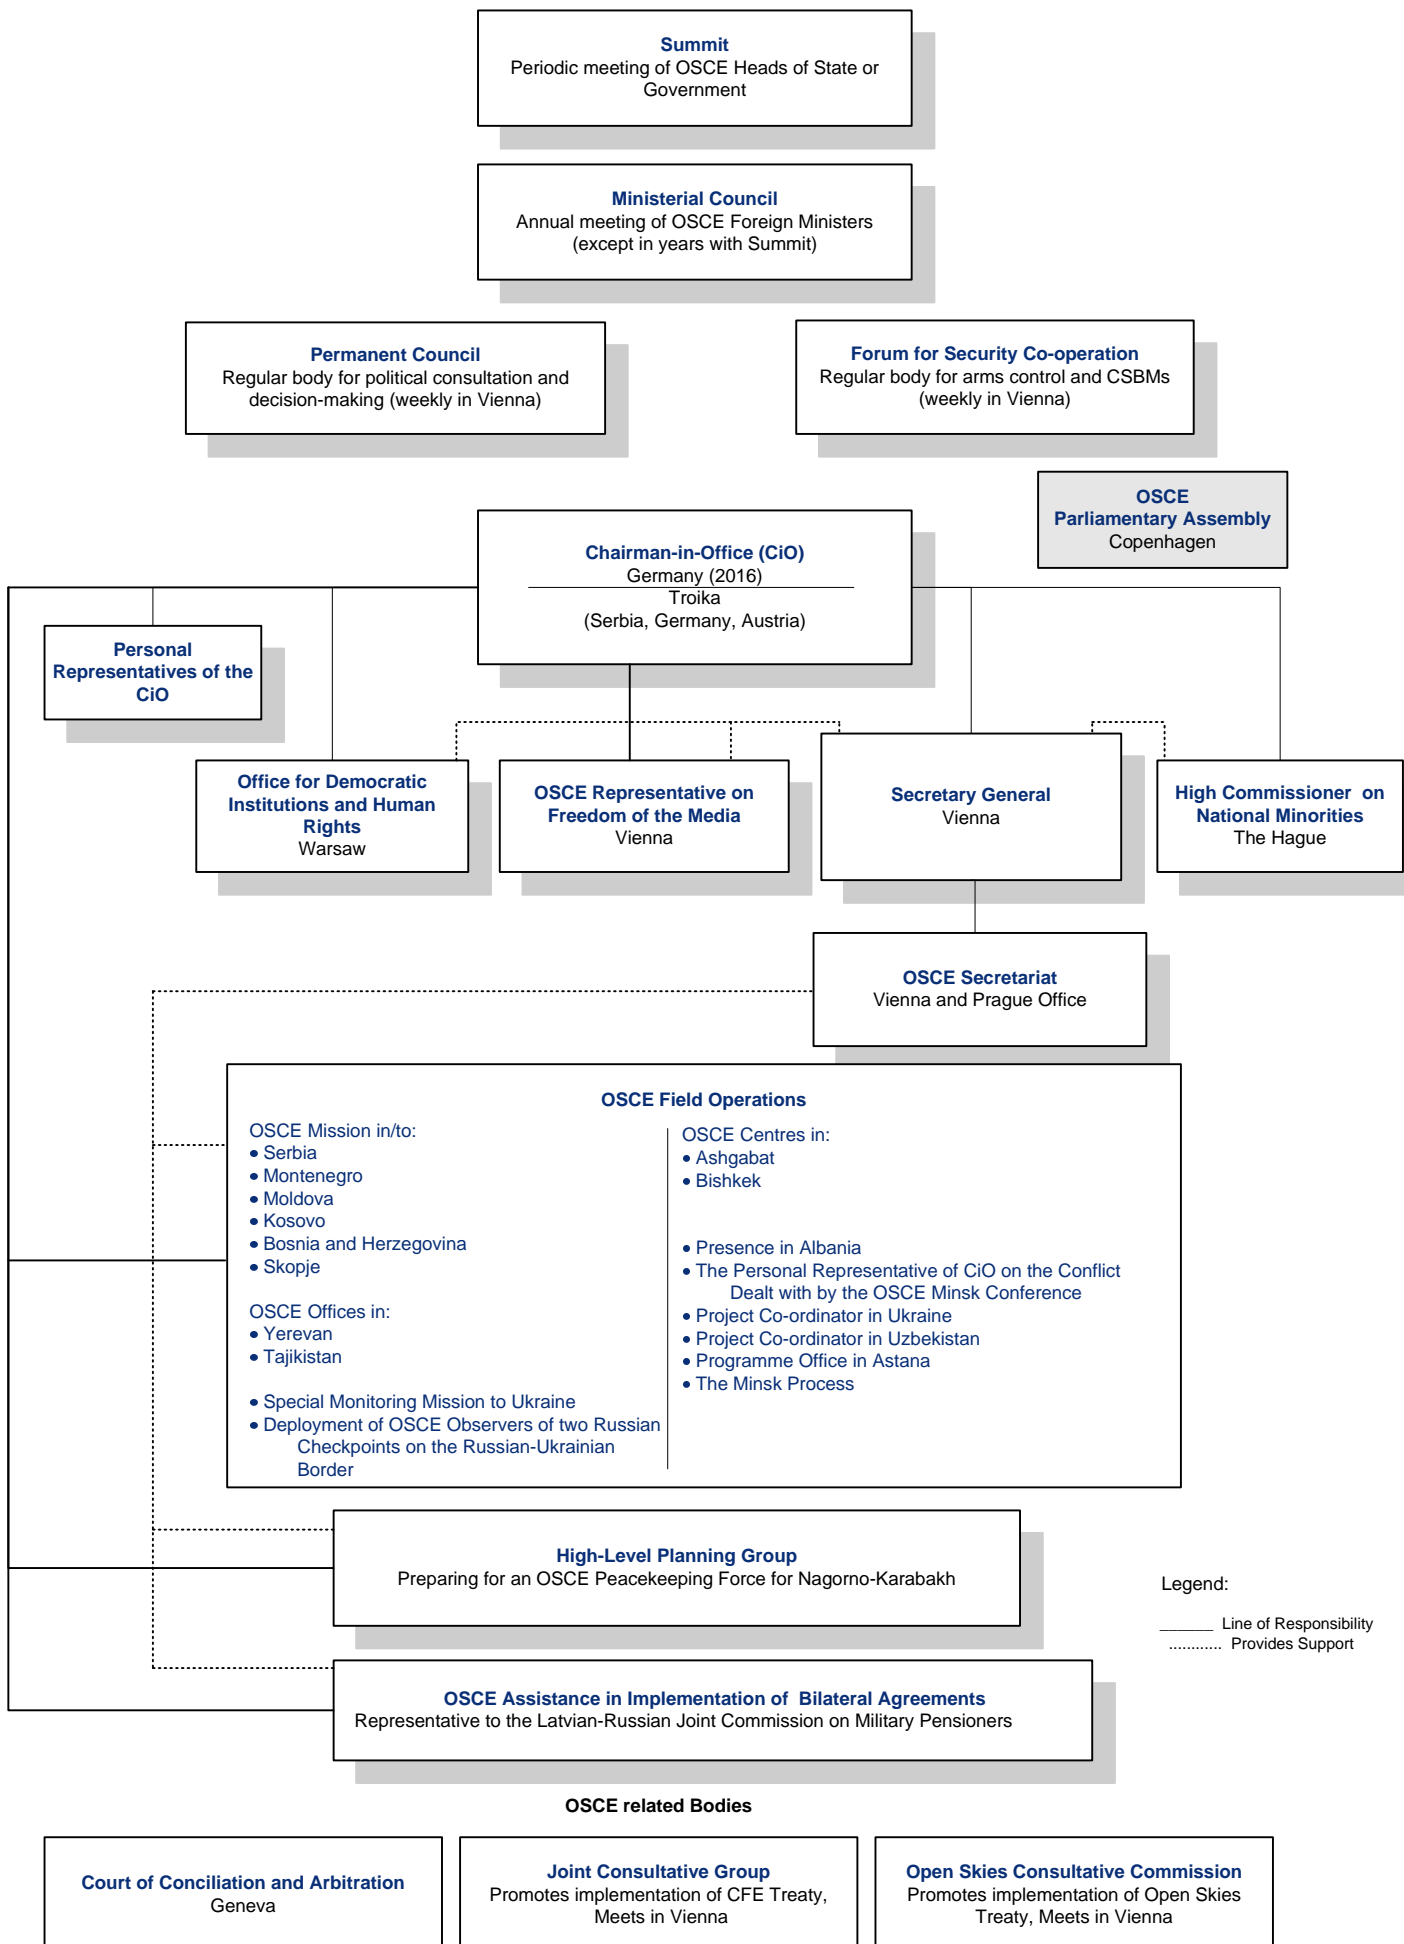 Summit
Periodic meeting of OSCE Heads of State or
Government
Ministerial Council
Annual meeting of OSCE Foreign Ministers
(except in years with Summit)
Permanent Council
Regular body for political consultation and
decision-making (weekly in Vienna)
Forum for Security Co-operation
Regular body for arms control and CSBMs
(weekly in Vienna)
OSCE
Parliamentary Assembly
Copenhagen
Chairman-in-Office (CiO)
Germany (2016)
Troika
(Serbia, Germany, Austria)
Personal
Representatives of the
CiO
Office for Democratic
Institutions and Human
Rights
Warsaw
OSCE Representative on
Freedom of the Media
Vienna
Secretary General
Vienna
High Commissioner on
National Minorities
The Hague
OSCE Secretariat
Vienna and Prague Office
OSCE Field Operations
OSCE Mission in/to:
• Serbia
• Montenegro
• Moldova
• Kosovo
• Bosnia and Herzegovina
• Skopje
OSCE Offices in:
• Yerevan
• Tajikistan
• Special Monitoring Mission to Ukraine
• Deployment of OSCE Observers of two Russian
Checkpoints on the Russian-Ukrainian
Border
OSCE Centres in:
• Ashgabat
• Bishkek
• Presence in Albania
• The Personal Representative of CiO on the Conflict
Dealt with by the OSCE Minsk Conference
• Project Co-ordinator in Ukraine
• Project Co-ordinator in Uzbekistan
• Programme Office in Astana
• The Minsk Process
High-Level Planning Group
Preparing for an OSCE Peacekeeping Force for Nagorno-Karabakh
Legend:
______ Line of Responsibility
............ Provides Support
OSCE Assistance in Implementation of Bilateral Agreements
Representative to the Latvian-Russian Joint Commission on Military Pensioners
OSCE related Bodies
Court of Conciliation and Arbitration
Geneva
Joint Consultative Group
Promotes implementation of CFE Treaty,
Meets in Vienna
Open Skies Consultative Commission
Promotes implementation of Open Skies
Treaty, Meets in Vienna